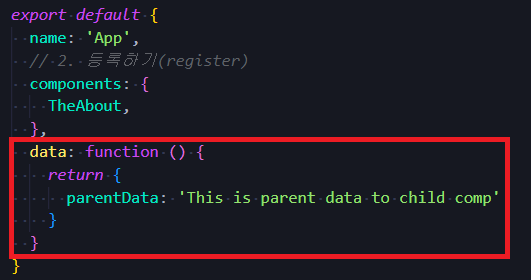 export default {
name: 'App',
// 2. 등록하기(register)
components: {
TheAbout,
},
data: function () {
return {
parentData: 'This is parent data to child comp'
}
}
}